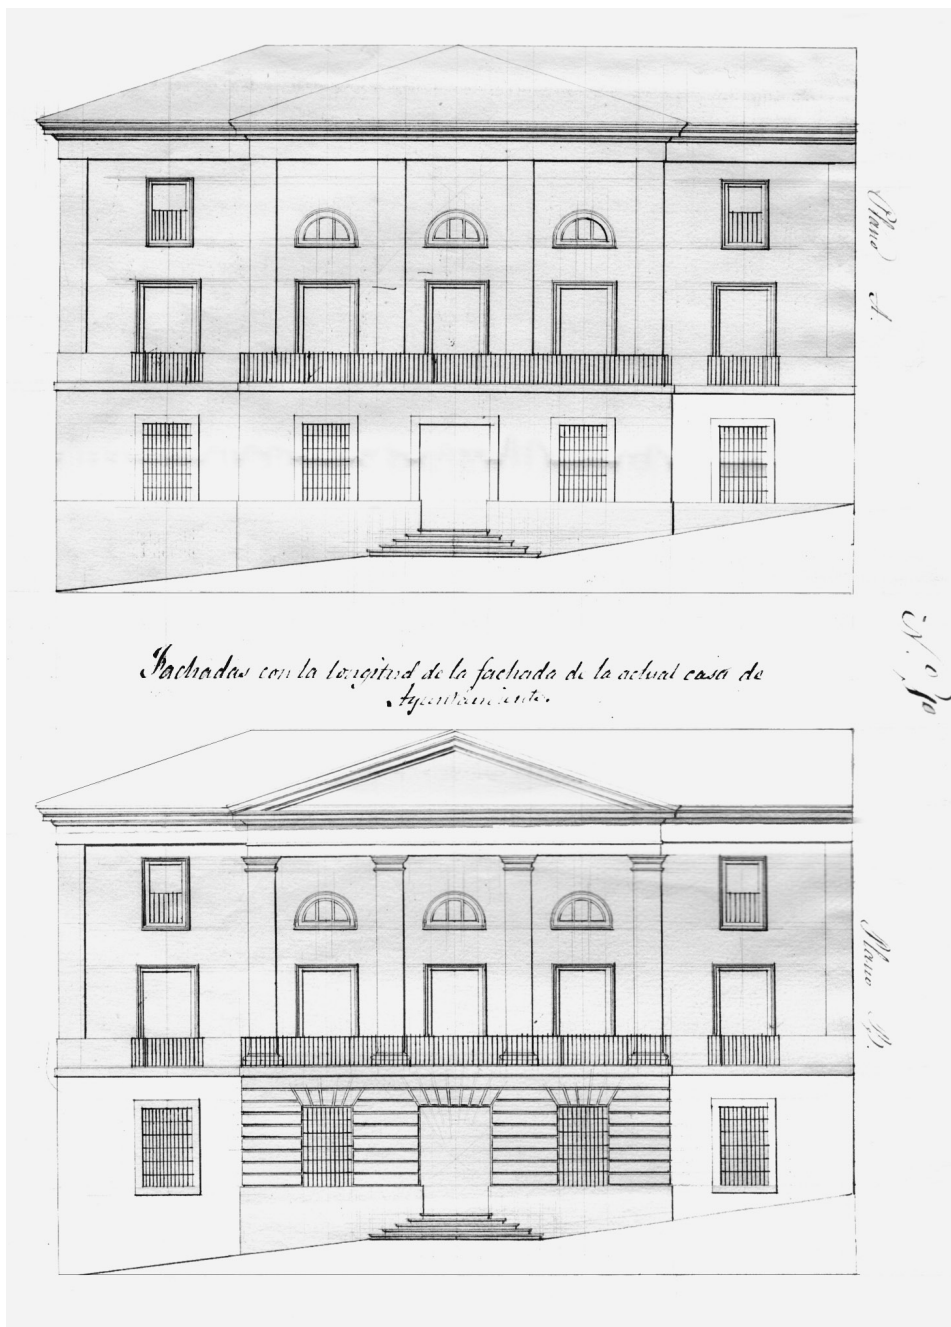 Plano A.
Fachadas con la longitud de la fachada de la actual casa de
Ayuntamiento.
Plano B.
N.º